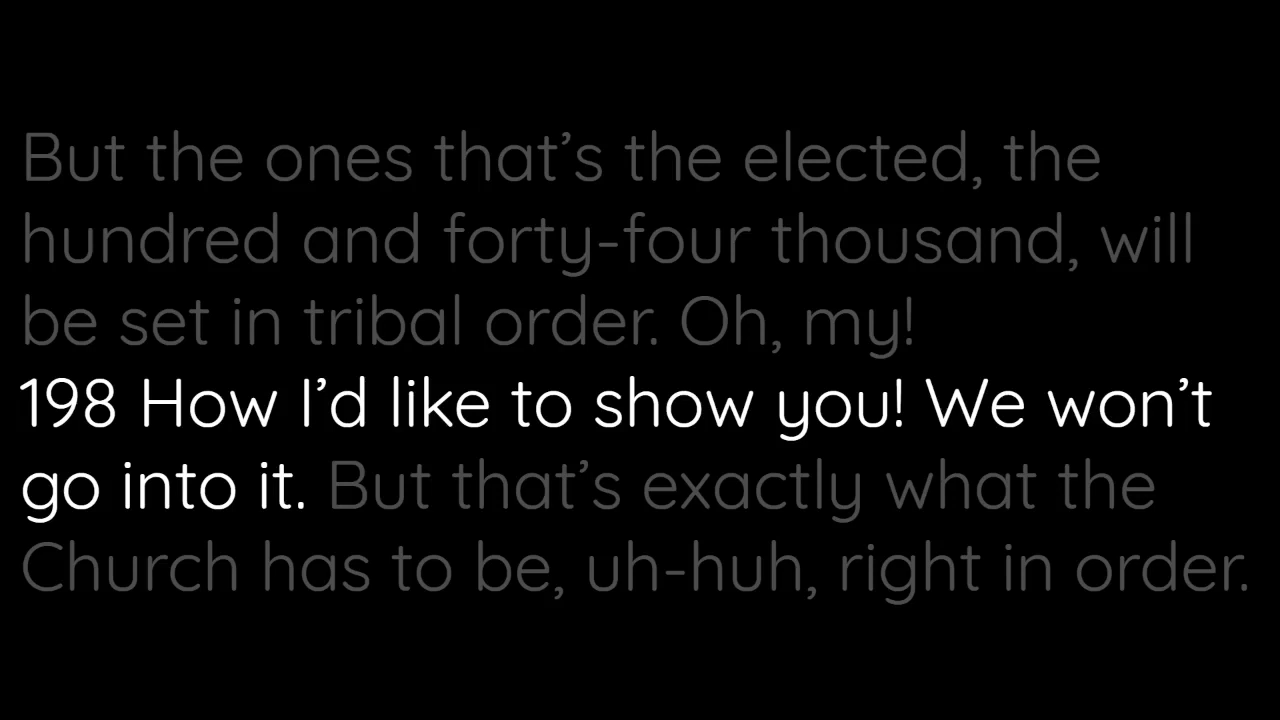 But the ones that’s the elected, the
hundred and forty-four thousand, will
be set in tribal order. Oh, my!
198 How I’d like to show you! We won’t
go into it. But that’s exactly what the
Church has to be, uh-huh, right in order.